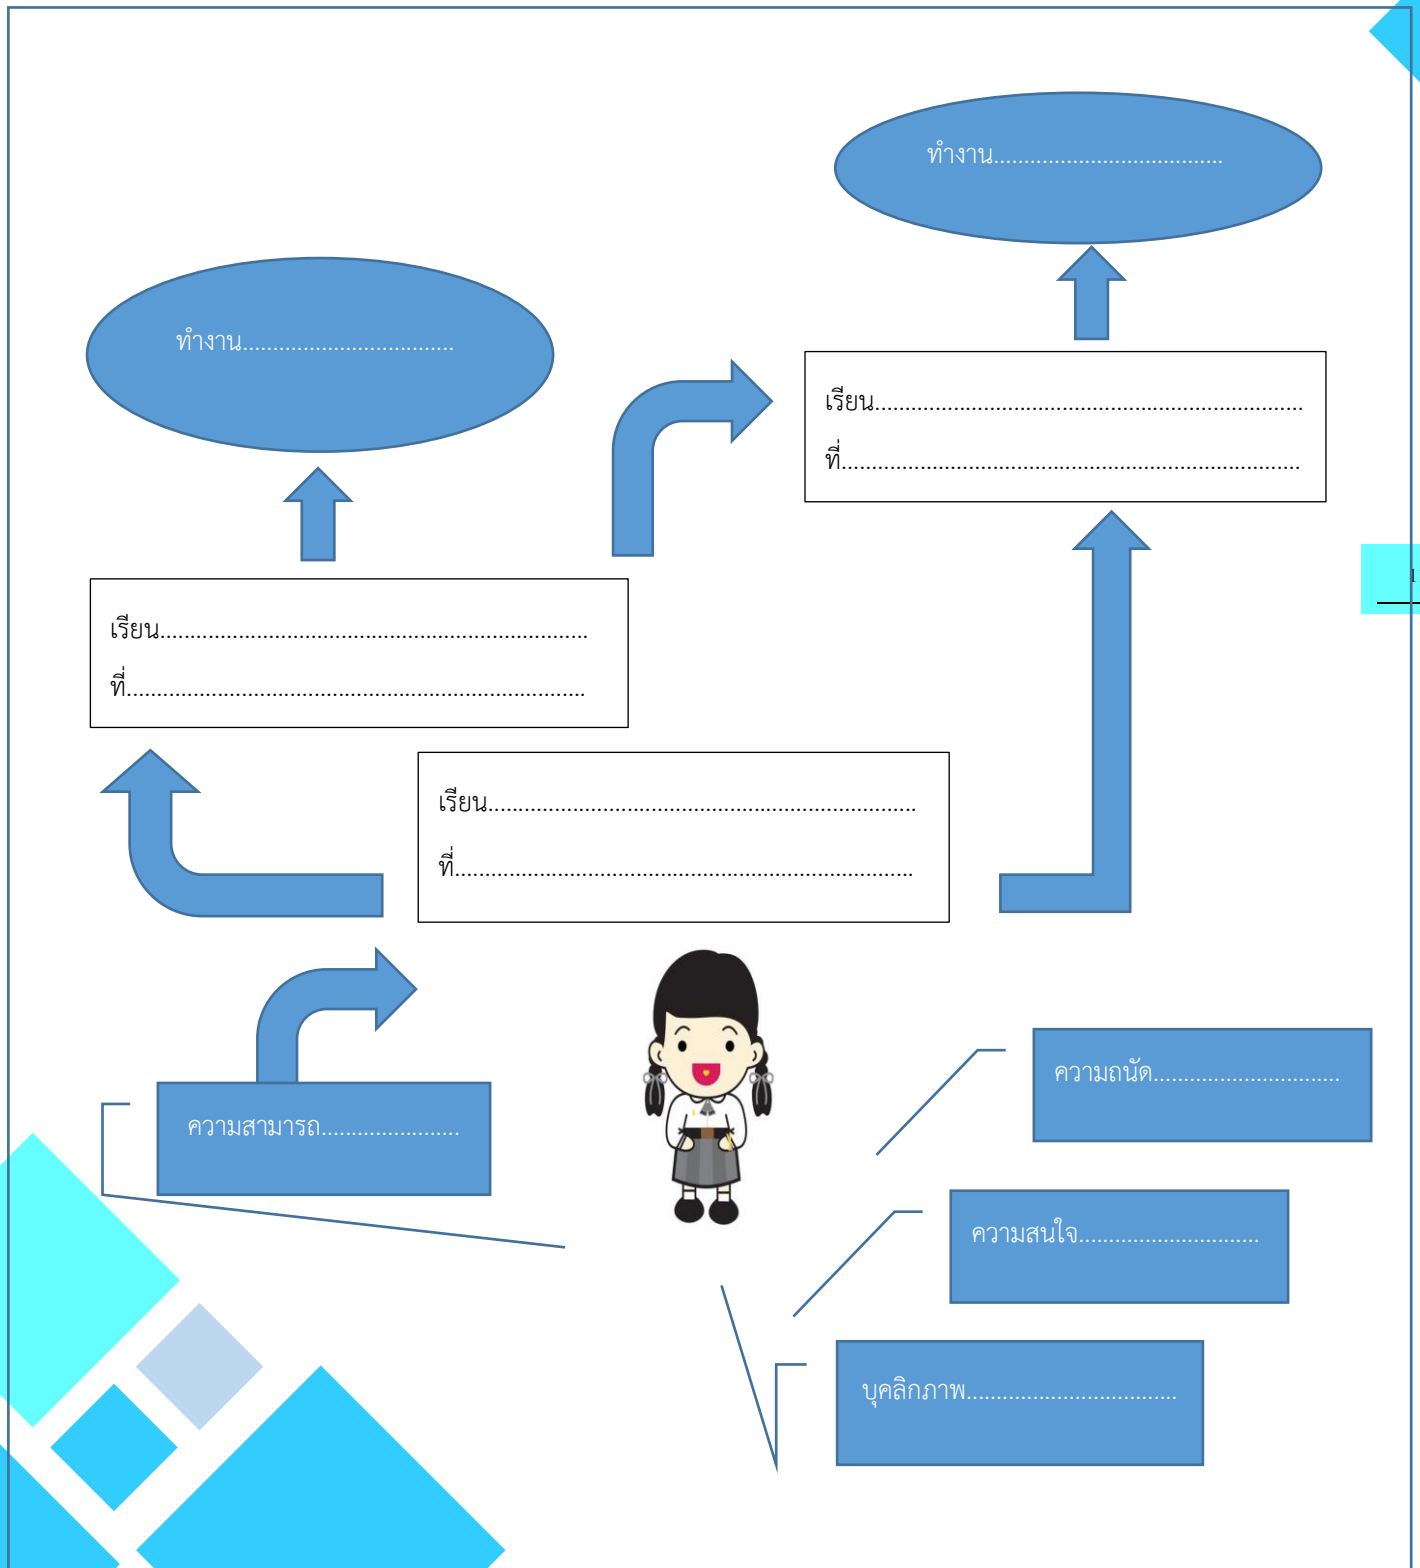 ทำงาน......................................
ทำงาน...................................
เรียน.......................................................................
ที่............................................................................
เรียน.......................................................................
ที่............................................................................
เรียน.......................................................................
ที่............................................................................
ความถนัด...............................
ความสามารถ.......................
ความสนใจ..............................
บุคลิกภาพ...................................